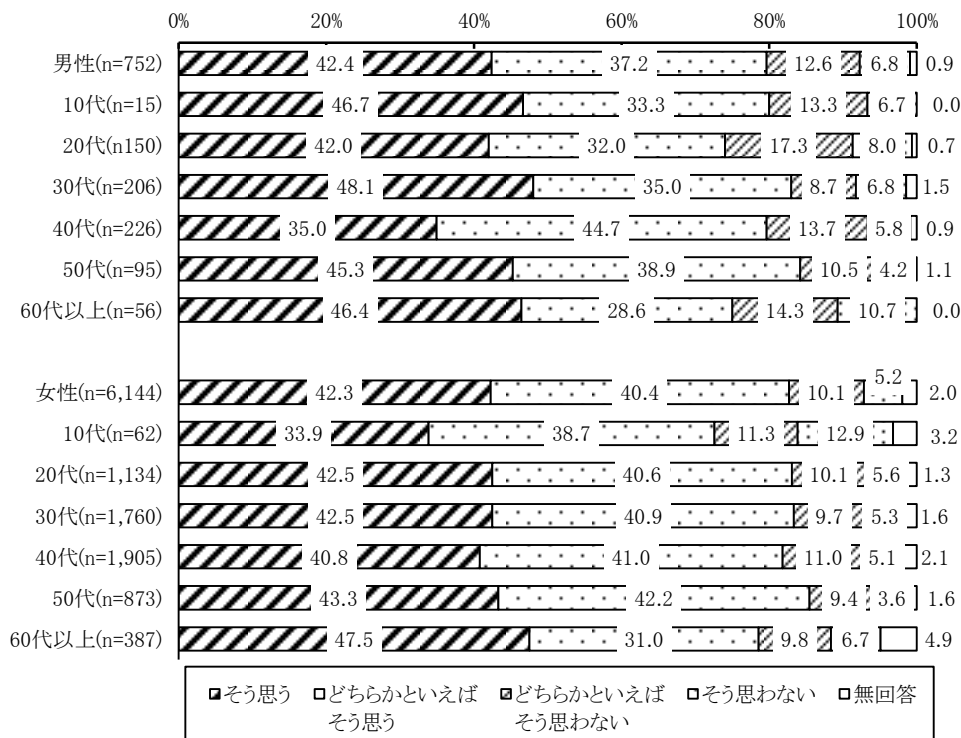 0% 20% 40% 60% 80% 100%
男性(n=752) 42.4 37.2 12.6 6.8 0.9
10代(n=15) 46.7 33.3 13.3 6.7 0.0
20代(n150) 42.0 32.0 17.3 8.0 0.7
30代(n=206) 48.1 35.0 8.7 6.8 1.5
40代(n=226) 35.0 44.7 13.7 5.8 0.9
50代(n=95) 45.3 38.9 10.5 4.2 1.1
60代以上(n=56) 46.4 28.6 14.3 10.7 0.0
女性(n=6,144) 42.3 40.4 10.1 5.2 2.0
10代(n=62) 33.9 38.7 11.3 12.9 3.2
20代(n=1,134) 42.5 40.6 10.1 5.6 1.3
30代(n=1,760) 42.5 40.9 9.7 5.3 1.6
40代(n=1,905) 40.8 41.0 11.0 5.1 2.1
50代(n=873) 43.3 42.2 9.4 3.6 1.6
60代以上(n=387) 47.5 31.0 9.8 6.7 4.9
そう思う どちらかといえば どちらかといえば そう思わない 無回答
そう思う そう思わない